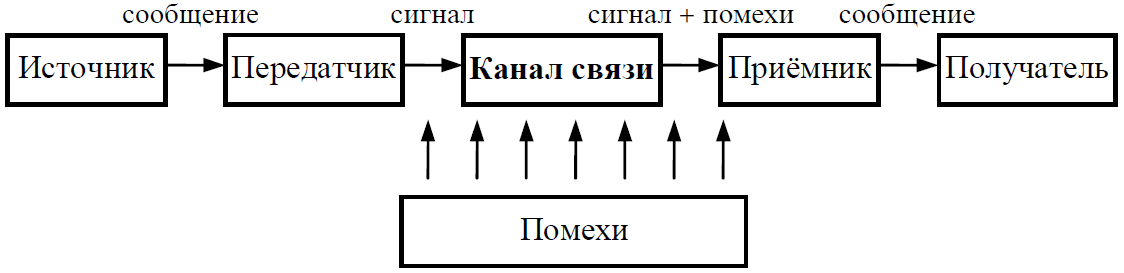 сообщение сигнал сигнал + помехи сообщение
Источник Передатчик Канал связи Приёмник Получатель
Помехи